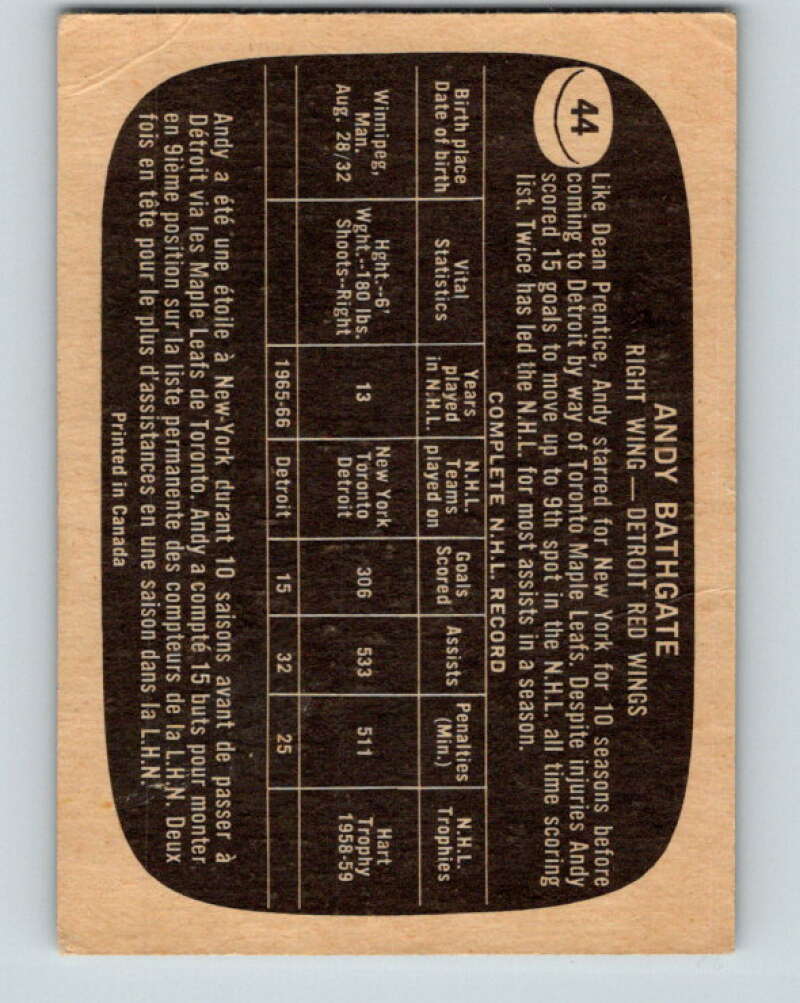 44
ANDY BATHGATE
RIGHT WING — DETROIT RED WINGS
Like Dean Prentice, Andy starred for New York for 10 seasons before
coming to Detroit by way of Toronto Maple Leafs. Despite injuries Andy
scored 15 goals to move up to 9th spot in the N.H.L. all time scoring
list. Twice has led the N.H.L. for most assists in a season.
COMPLETE N.H.L. RECORD
Birth place Date of birth | Vital Statistics | Years played in N.H.L. | N.H.L. Teams played on | Goals Scored | Assists | Penalties (Min.) | N.H.L. Trophies
Winnipeg, Man. Aug. 28/32 | Hght.--6' Wght.--180 lbs. Shoots--Right | 13 | New York Toronto Detroit | 306 | 533 | 511 | Hart Trophy 1958-59
1965-66 | Detroit | 15 | 32 | 25
Andy a été une étoile à New-York durant 10 saisons avant de passer à
Détroit via les Maple Leafs de Toronto. Andy a compté 15 buts pour monter
en 9ième position sur la liste permanente des compteurs de la L.H.N. Deux
fois en tête pour le plus d'assistances en une saison dans la L.H.N.
Printed in Canada